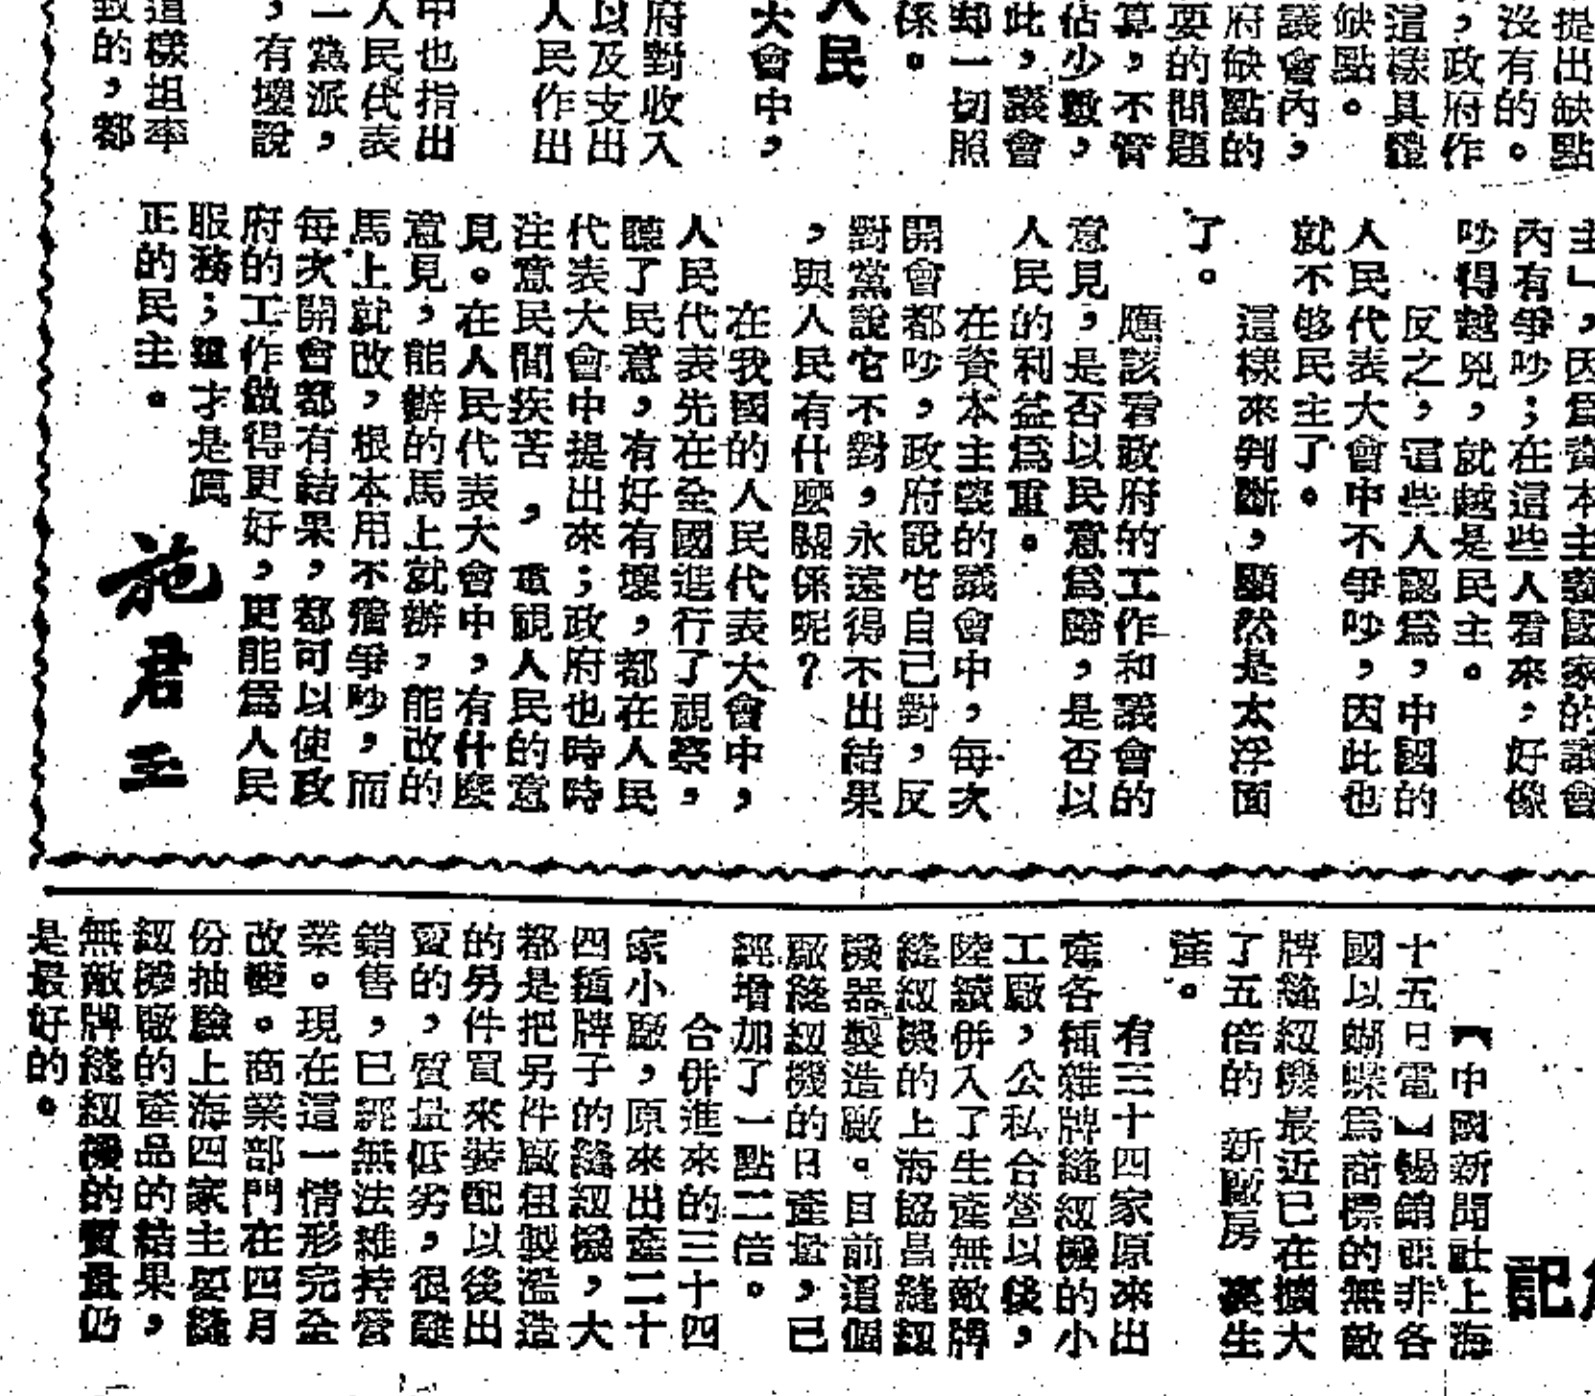 提出缺點
沒有的。
，政府作
這樣具體
缺點。
議會內，
府缺點的
要的問題
算，不管
佔少數，
此，議會
却一切照
係。
人民
大會中，
府對收入
以及支出
人民作出
中也指出
人民代表
一黨派，
，有壞說
這樣坦率
致的，都
主」，因爲資本主義國家的議會
內有爭吵；在這些人看來，好像
吵得越兇，就越是民主。
反之，這些人認爲，中國的
人民代表大會中不爭吵，因此也
就不够民主了。
這樣來判斷，顯然是太浮面
了。
應該看政府的工作和議會的
意見，是否以民意爲歸，是否以
人民的利益爲重。
在資本主義的議會中，每次
開會都吵，政府說它自己對，反
對黨說它不對，永遠得不出結果
，與人民有什麼關係呢？
在我國的人民代表大會中，
人民代表先在全國進行了視察，
聽了民意，有好有壞，都在人民
代表大會中提出來；政府也時時
注意民間疾苦，重視人民的意
見。在人民代表大會中，有什麼
意見，能辦的馬上就辦，能改的
馬上就改，根本用不着爭吵，而
每次開會都有結果，都可以使政
府的工作做得更好，更能爲人民
服務；這才是眞
正的民主。
施君玉
記
【中國新聞社上海
十五日電】暢銷亞非各
國以蝴蝶爲商標的無敵
牌縫紉機最近已在擴大
了五倍的新廠房裏生
產。
有三十四家原來出
產各種雜牌縫紉機的小
工廠，公私合營以後，
陸續併入了生產無敵牌
縫紉機的上海協昌縫紉
機器製造廠。目前這個
廠縫紉機的日產量，已
經增加了一點二倍。
合併進來的三十四
家小廠，原來出產二十
四種牌子的縫紉機，大
都是把另件廠粗製濫造
的另件買來裝配以後出
賣的，質量低劣，很難
銷售，已經無法維持營
業。現在這一情形完全
改變。商業部門在四月
份抽驗上海四家主要縫
紉機廠的產品的結果，
無敵牌縫紉機的質量仍
是最好的。